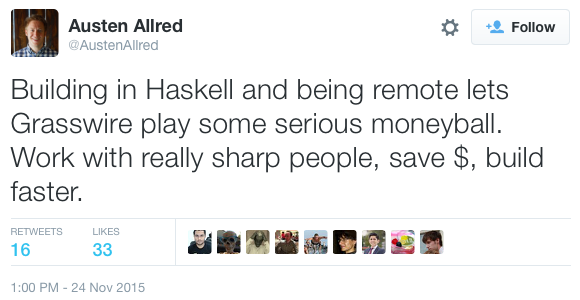 Austen Allred
@AustenAllred
Follow
Building in Haskell and being remote lets
Grasswire play some serious moneyball.
Work with really sharp people, save $, build
faster.
RETWEETS LIKES
16 33
1:00 PM - 24 Nov 2015